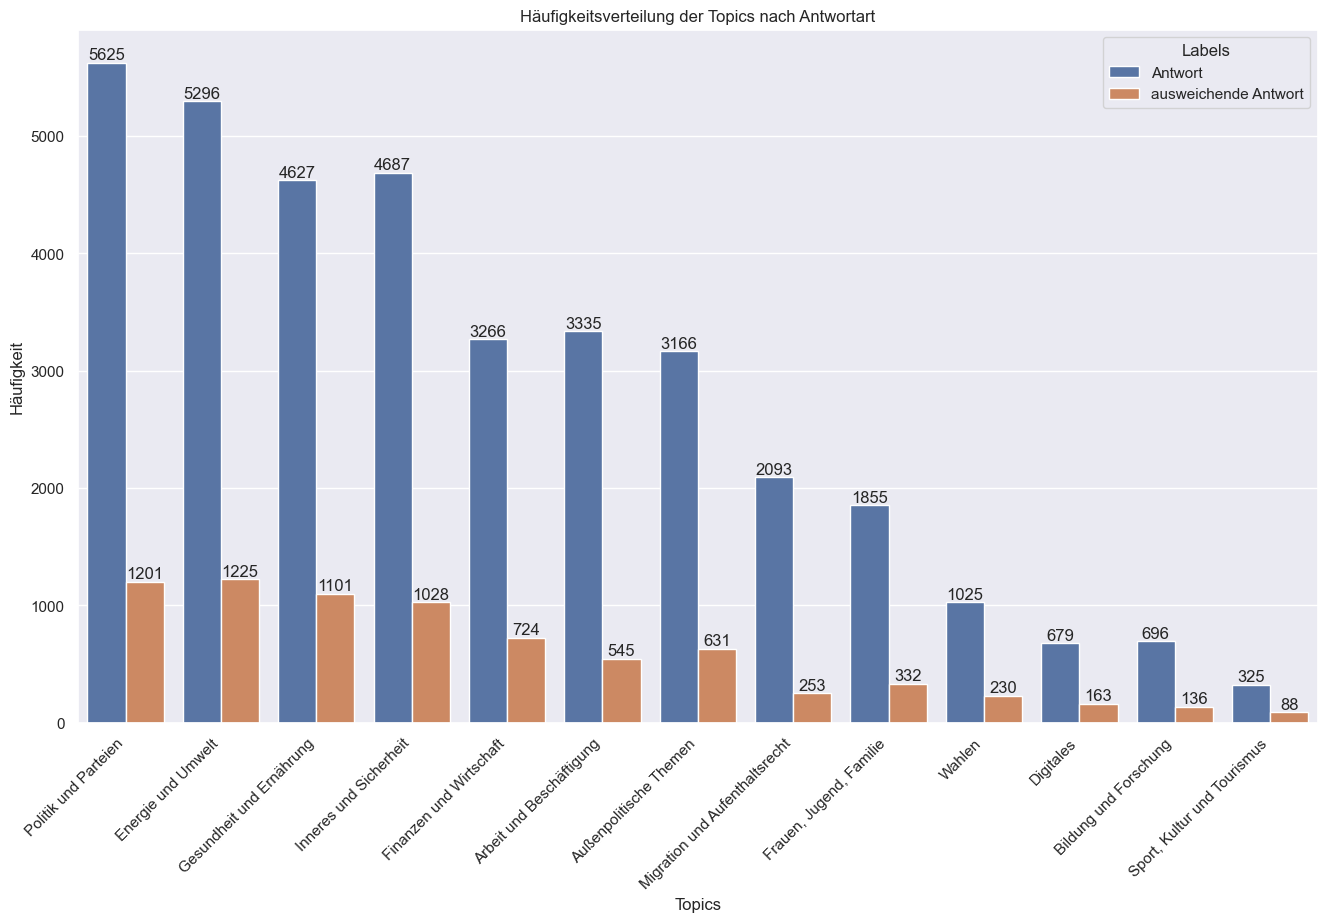 Häufigkeitsverteilung der Topics nach Antwortart
Labels
Antwort
ausweichende Antwort
Häufigkeit
5000
4000
3000
2000
1000
0
5625
1201
5296
1225
4627
1101
4687
1028
3266
724
3335
545
3166
631
2093
253
1855
332
1025
230
679
163
696
136
325
88
Politik und Parteien
Energie und Umwelt
Gesundheit und Ernährung
Inneres und Sicherheit
Finanzen und Wirtschaft
Arbeit und Beschäftigung
Außenpolitische Themen
Migration und Aufenthaltsrecht
Frauen, Jugend, Familie
Wahlen
Digitales
Bildung und Forschung
Sport, Kultur und Tourismus
Topics